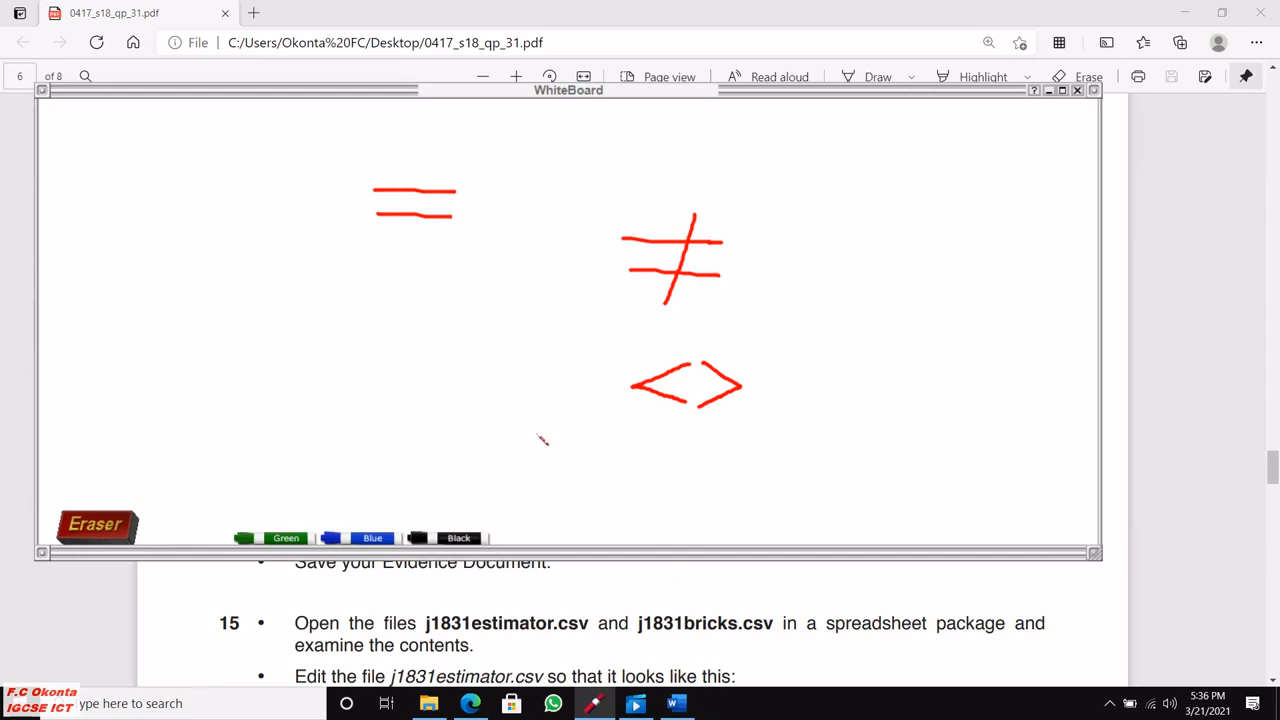 0417_s18_qp_31.pdf
File C:/Users/Okonta%20FC/Desktop/0417_s18_qp_31.pdf
6 of 8 Page view Read aloud Draw Highlight Erase
WhiteBoard
=
≠
<>
Eraser
Green Blue Black
• Save your Evidence Document.
15 • Open the files j1831estimator.csv and j1831bricks.csv in a spreadsheet package and
examine the contents.
• Edit the file j1831estimator.csv so that it looks like this:
F.C Okonta
IGCSE ICT
ype here to search
5:36 PM
3/21/2021